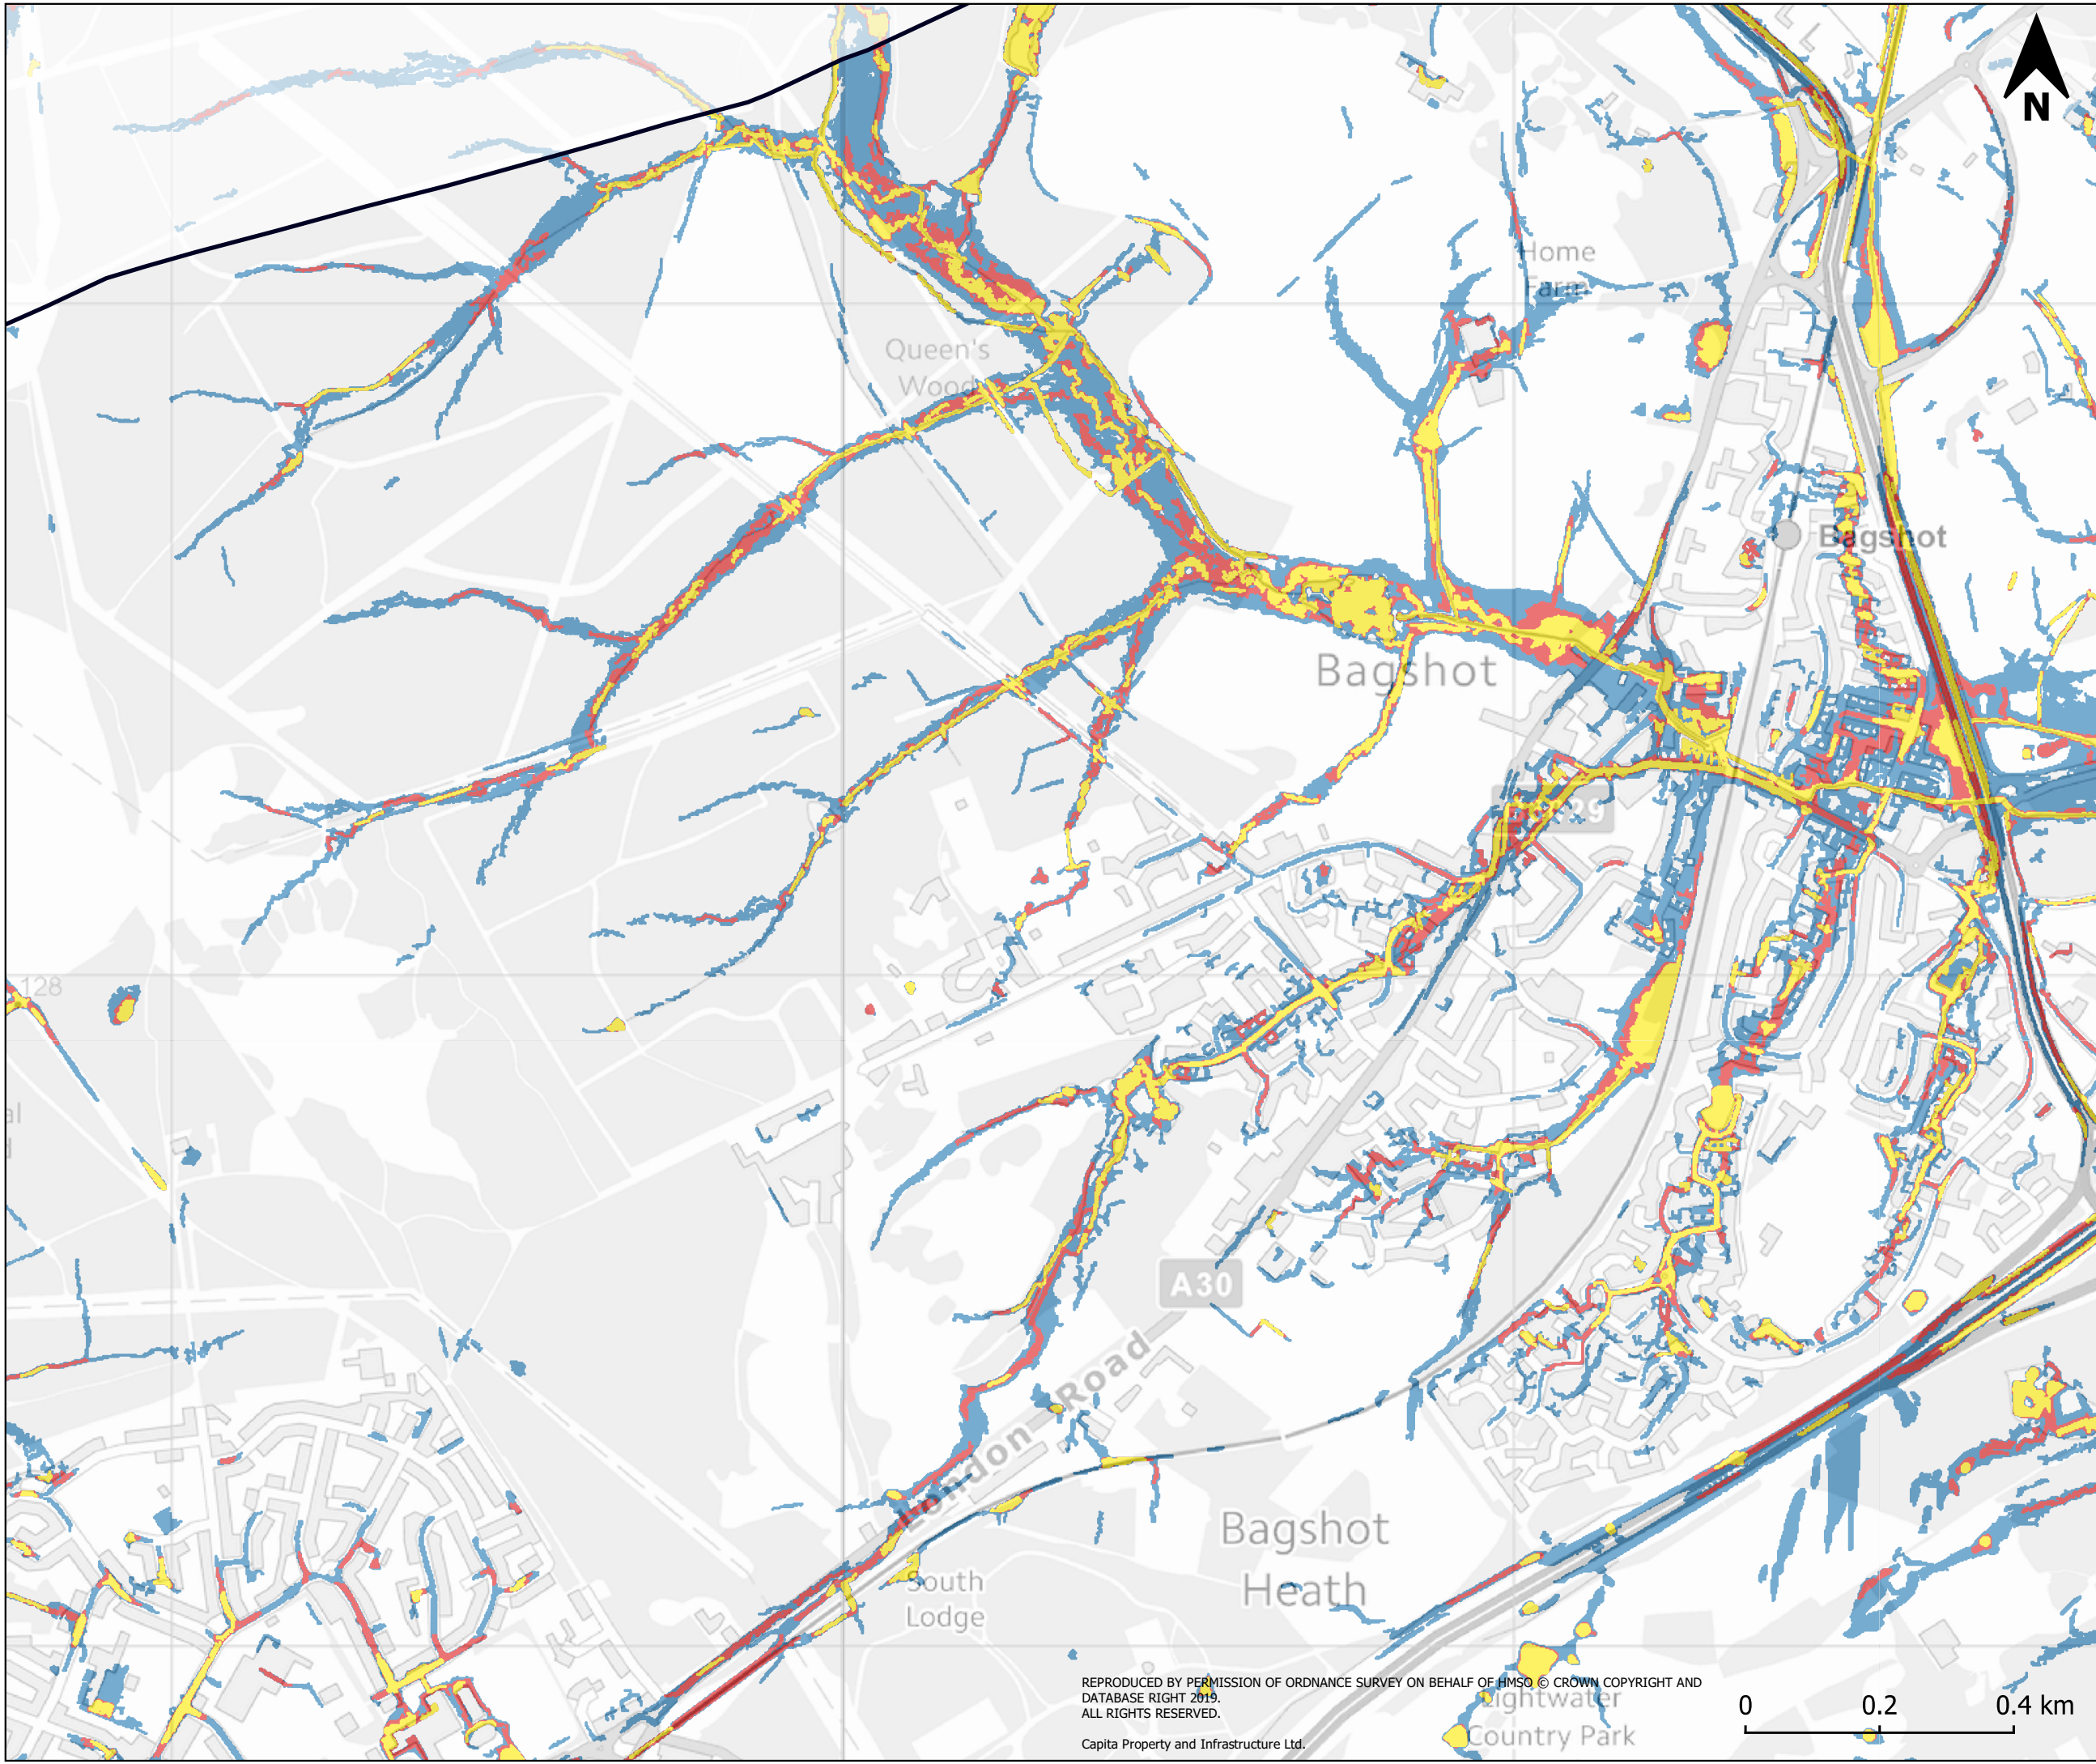 N
Home
Farm
Queen's
Wood
Bagshot
Bagshot
128
A30
London Road
Bagshot
Heath
South
Lodge
REPRODUCED BY PERMISSION OF ORDNANCE SURVEY ON BEHALF OF HMSO © CROWN COPYRIGHT AND
DATABASE RIGHT 2019.
ALL RIGHTS RESERVED.
Lightwater
Country Park
Capita Property and Infrastructure Ltd.
0 0.2 0.4 km